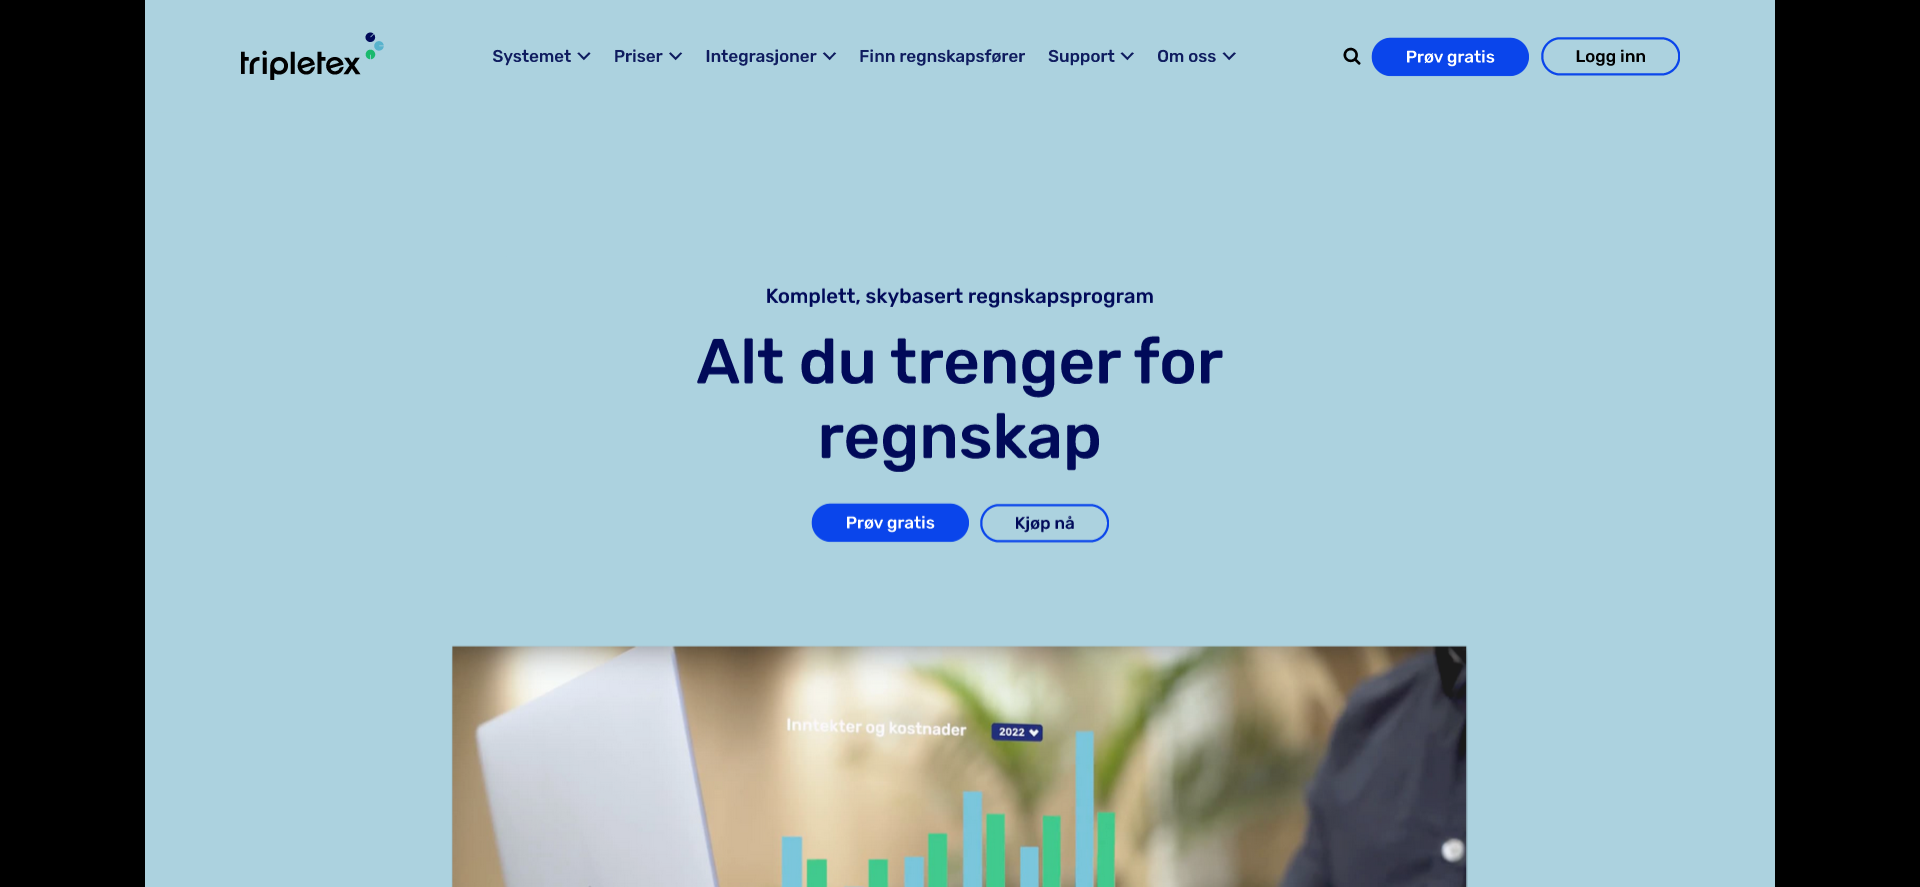 tripletex
Systemet Priser Integrasjoner Finn regnskapsfører Support Om oss Prøv gratis Logg inn
Komplett, skybasert regnskapsprogram
Alt du trenger for
regnskap
Prøv gratis Kjøp nå
Inntekter og kostnader 2022